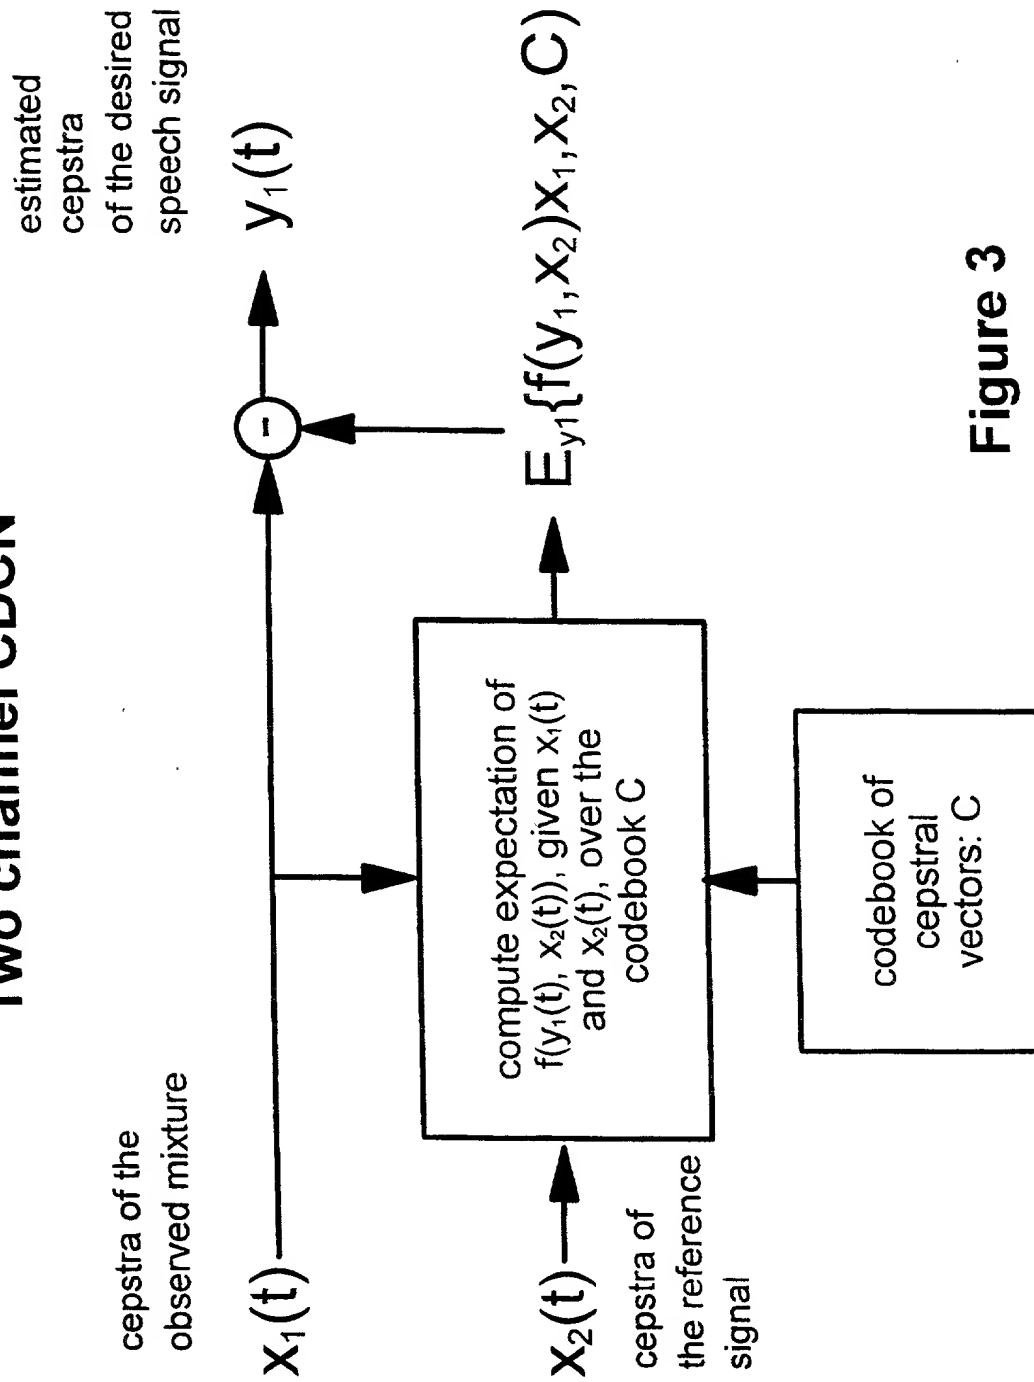 Two channel CDCN
cepstra of the
observed mixture
x₁(t)
estimated
cepstra
of the desired
speech signal
y₁(t)
-
x₂(t)
cepstra of
the reference
signal
compute expectation of
f(y₁(t), x₂(t)), given x₁(t)
and x₂(t), over the
codebook C
E_y1{f(y₁,x₂)x₁,x₂,C)
codebook of
cepstral
vectors: C
Figure 3